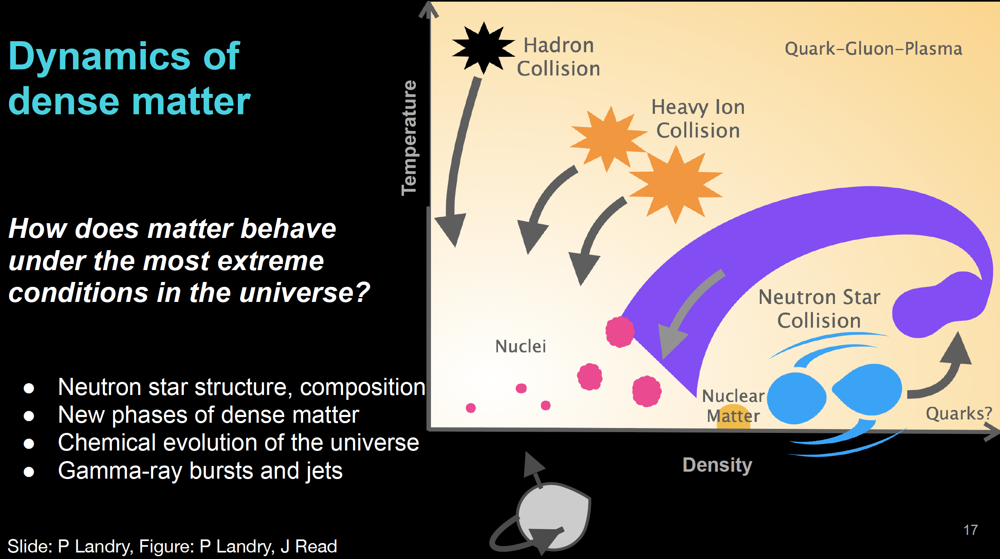 Dynamics of
dense matter
How does matter behave
under the most extreme
conditions in the universe?
● Neutron star structure, composition
● New phases of dense matter
● Chemical evolution of the universe
● Gamma-ray bursts and jets
Slide: P Landry, Figure: P Landry, J Read
Temperature
Hadron
Collision
Quark-Gluon-Plasma
Heavy Ion
Collision
Neutron Star
Collision
Nuclei
Nuclear
Matter
Quarks?
Density
17